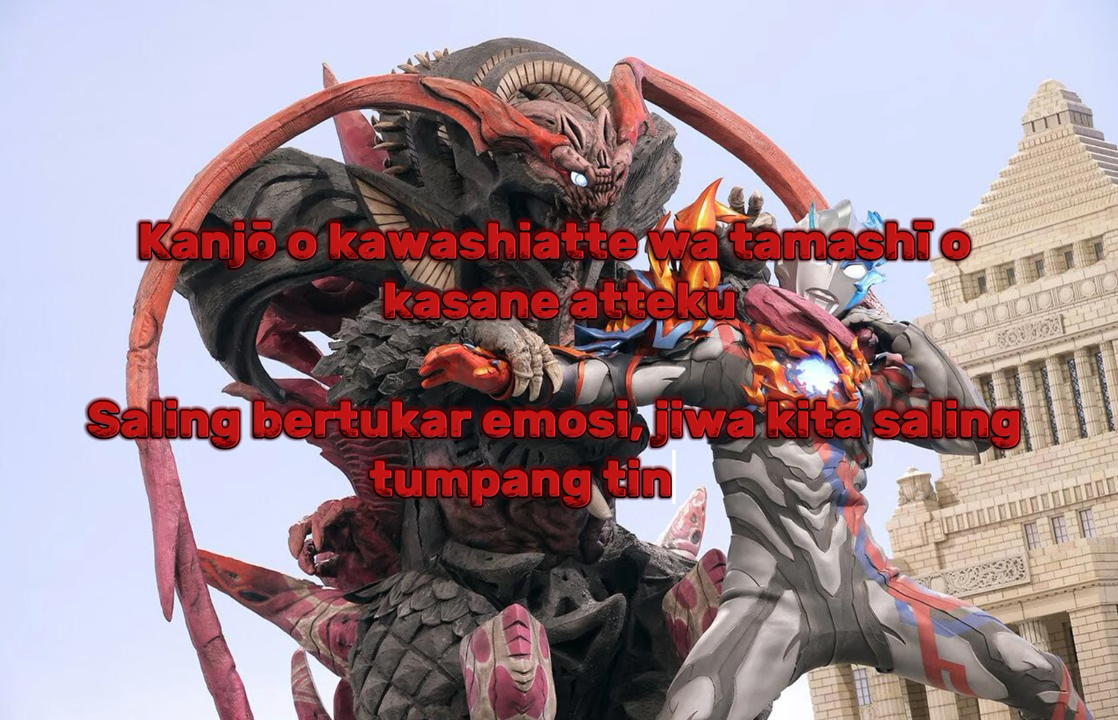 Kanjō o kawashiatte wa tamashī o
kasane atteku
Saling bertukar emosi, jiwa kita saling
tumpang tin